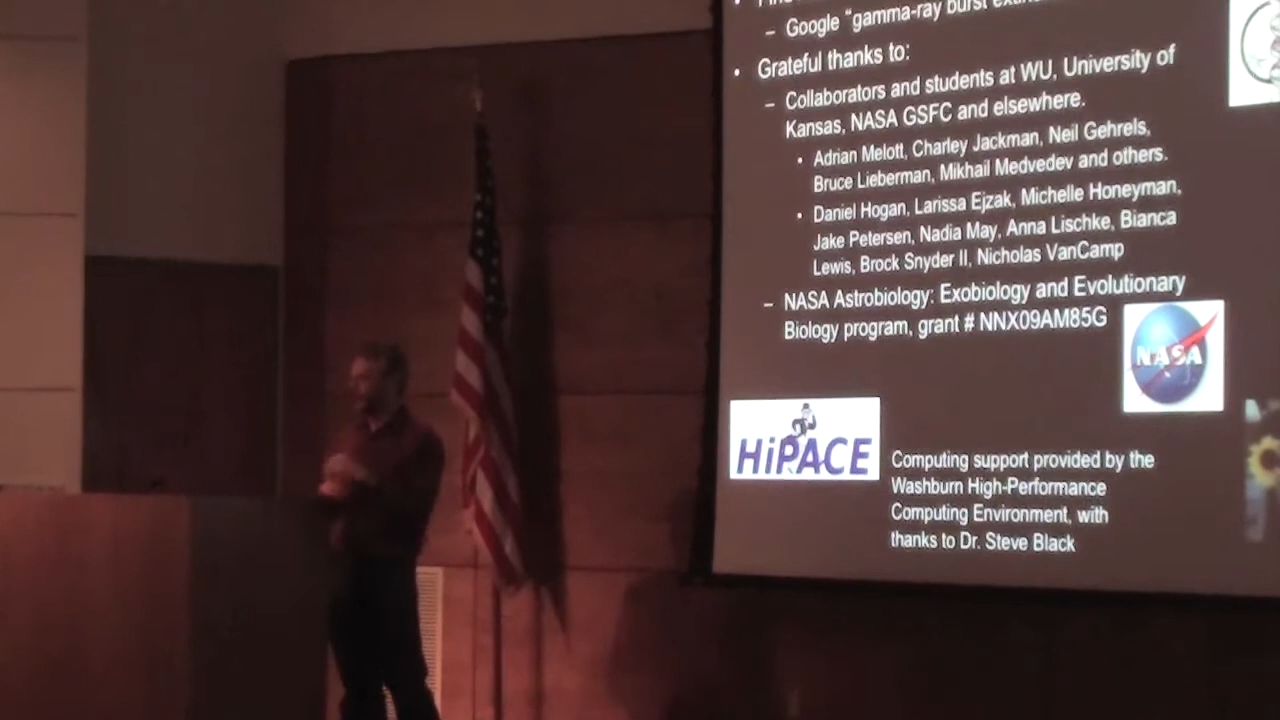 – Google “gamma-ray burst
• Grateful thanks to:
– Collaborators and students at WU, University of
Kansas, NASA GSFC and elsewhere.
• Adrian Melott, Charley Jackman, Neil Gehrels,
Bruce Lieberman, Mikhail Medvedev and others.
• Daniel Hogan, Larissa Ejzak, Michelle Honeyman,
Jake Petersen, Nadia May, Anna Lischke, Bianca
Lewis, Brock Snyder II, Nicholas VanCamp
– NASA Astrobiology: Exobiology and Evolutionary
Biology program, grant # NNX09AM85G
NASA
HiPACE
Computing support provided by the
Washburn High-Performance
Computing Environment, with
thanks to Dr. Steve Black